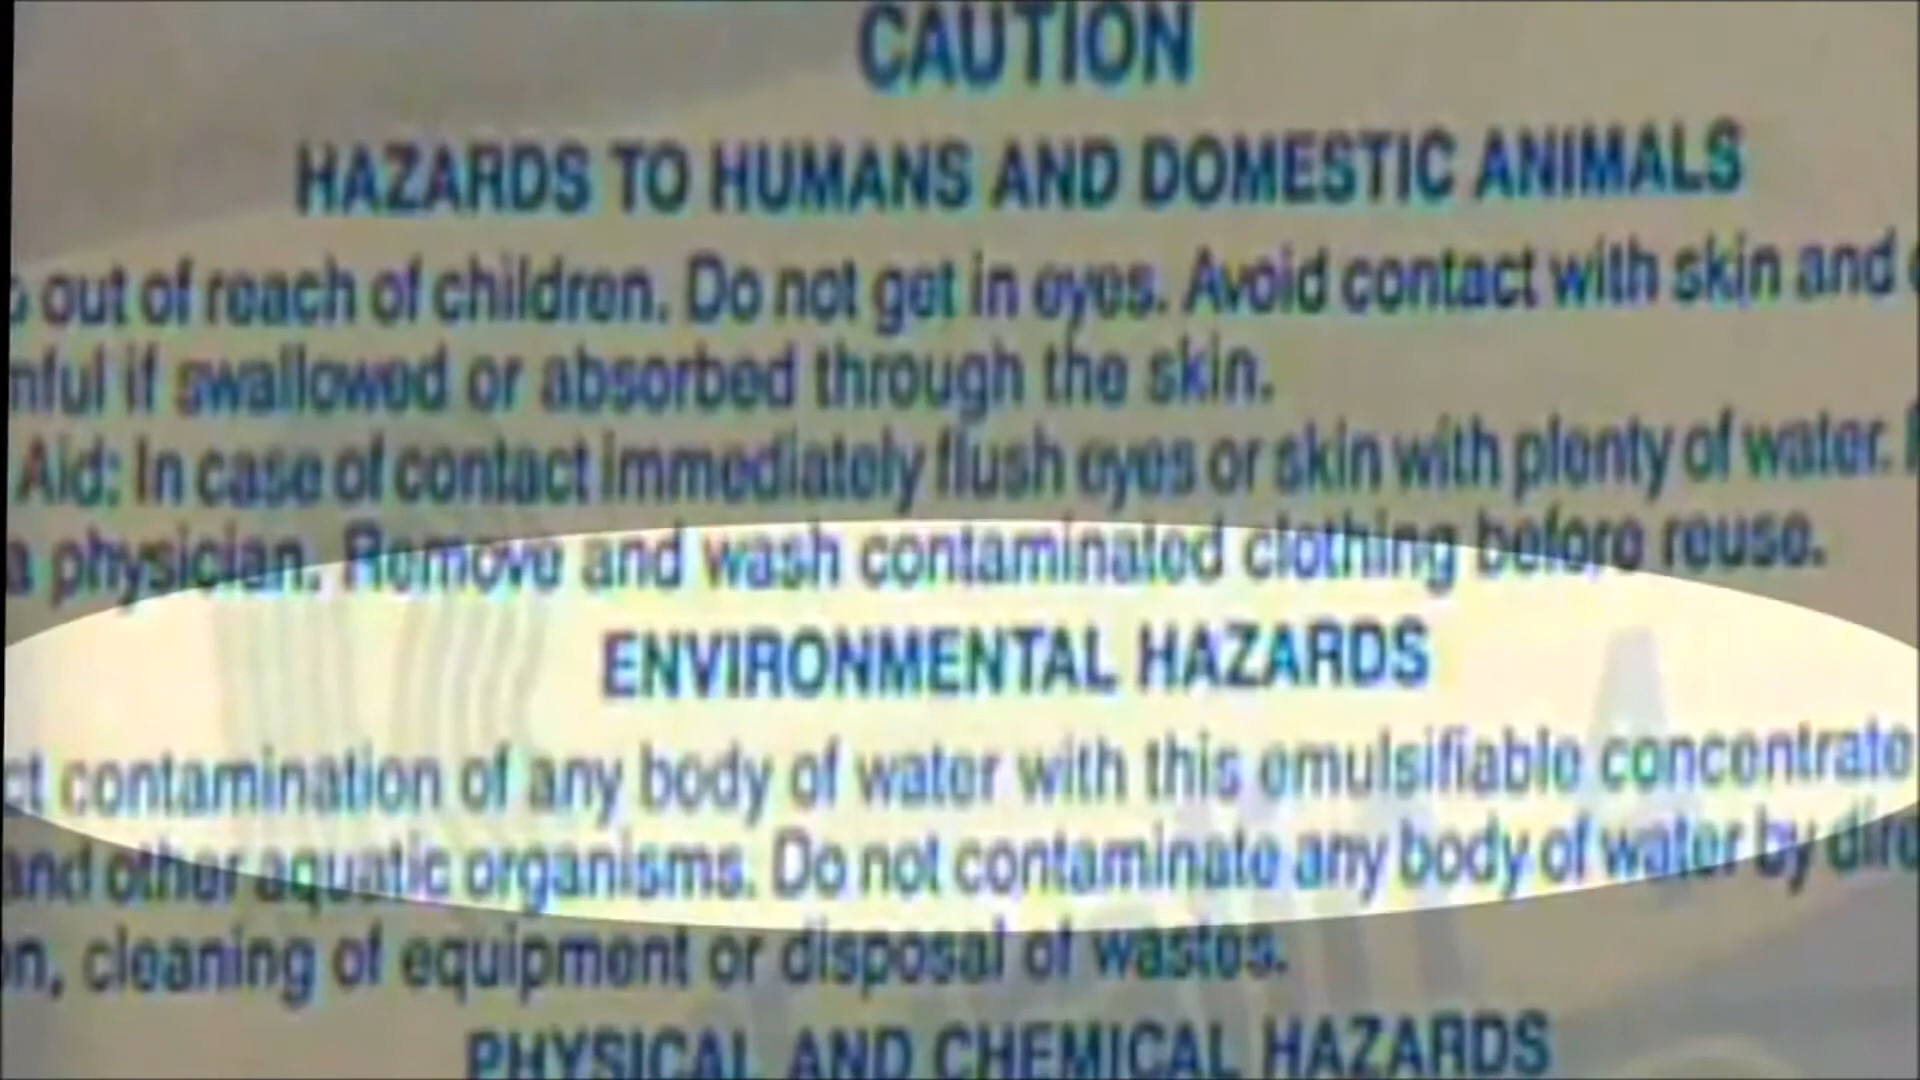 CAUTION
HAZARDS TO HUMANS AND DOMESTIC ANIMALS
out of reach of children. Do not get in eyes. Avoid contact with skin and
if swallowed or absorbed through the skin.
Aid: In case of contact immediately flush eyes or skin with plenty of water.
a physician. Remove and wash contaminated clothing before reuse.
ENVIRONMENTAL HAZARDS
contamination of any body of water with this emulsifiable concentrate
and other aquatic organisms. Do not contaminate any body of water by
cleaning of equipment or disposal of wastes.
PHYSICAL AND CHEMICAL HAZARDS